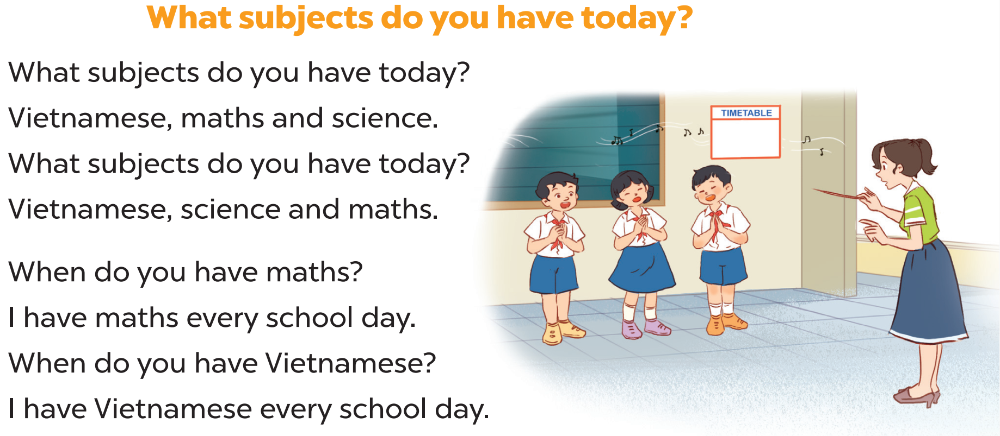 What subjects do you have today?
What subjects do you have today?
Vietnamese, maths and science.
What subjects do you have today?
Vietnamese, science and maths.
When do you have maths?
I have maths every school day.
When do you have Vietnamese?
I have Vietnamese every school day.
TIMETABLE